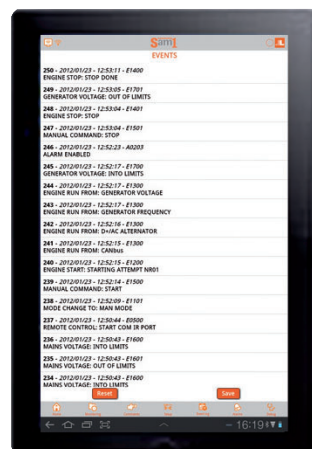 Sam1
EVENTS
250 - 2012/01/23 - 12:53:11 - E1400
ENGINE STOP: STOP DONE
249 - 2012/01/23 - 12:53:05 - E1701
GENERATOR VOLTAGE: OUT OF LIMITS
248 - 2012/01/23 - 12:53:04 - E1401
ENGINE STOP: STOP
247 - 2012/01/23 - 12:53:04 - E1501
MANUAL COMMAND: STOP
246 - 2012/01/23 - 12:52:23 - A0203
ALARM ENABLED
245 - 2012/01/23 - 12:52:17 - E1700
GENERATOR VOLTAGE: INTO LIMITS
244 - 2012/01/23 - 12:52:17 - E1300
ENGINE RUN FROM: GENERATOR VOLTAGE
243 - 2012/01/23 - 12:52:17 - E1300
ENGINE RUN FROM: GENERATOR FREQUENCY
242 - 2012/01/23 - 12:52:16 - E1300
ENGINE RUN FROM: D+/AC ALTERNATOR
241 - 2012/01/23 - 12:52:15 - E1300
ENGINE RUN FROM: CANbus
240 - 2012/01/23 - 12:52:15 - E1200
ENGINE START: STARTING ATTEMPT NR01
239 - 2012/01/23 - 12:52:14 - E1500
MANUAL COMMAND: START
238 - 2012/01/23 - 12:52:09 - E1101
MODE CHANGE TO: MAN MODE
237 - 2012/01/23 - 12:50:44 - E0500
REMOTE CONTROL: START COM IR PORT
236 - 2012/01/23 - 12:50:43 - E1600
MAINS VOLTAGE: INTO LIMITS
235 - 2012/01/23 - 12:50:43 - E1601
MAINS VOLTAGE: OUT OF LIMITS
234 - 2012/01/23 - 12:50:43 - E1600
MAINS VOLTAGE: INTO LIMITS
Reset Save
16:19